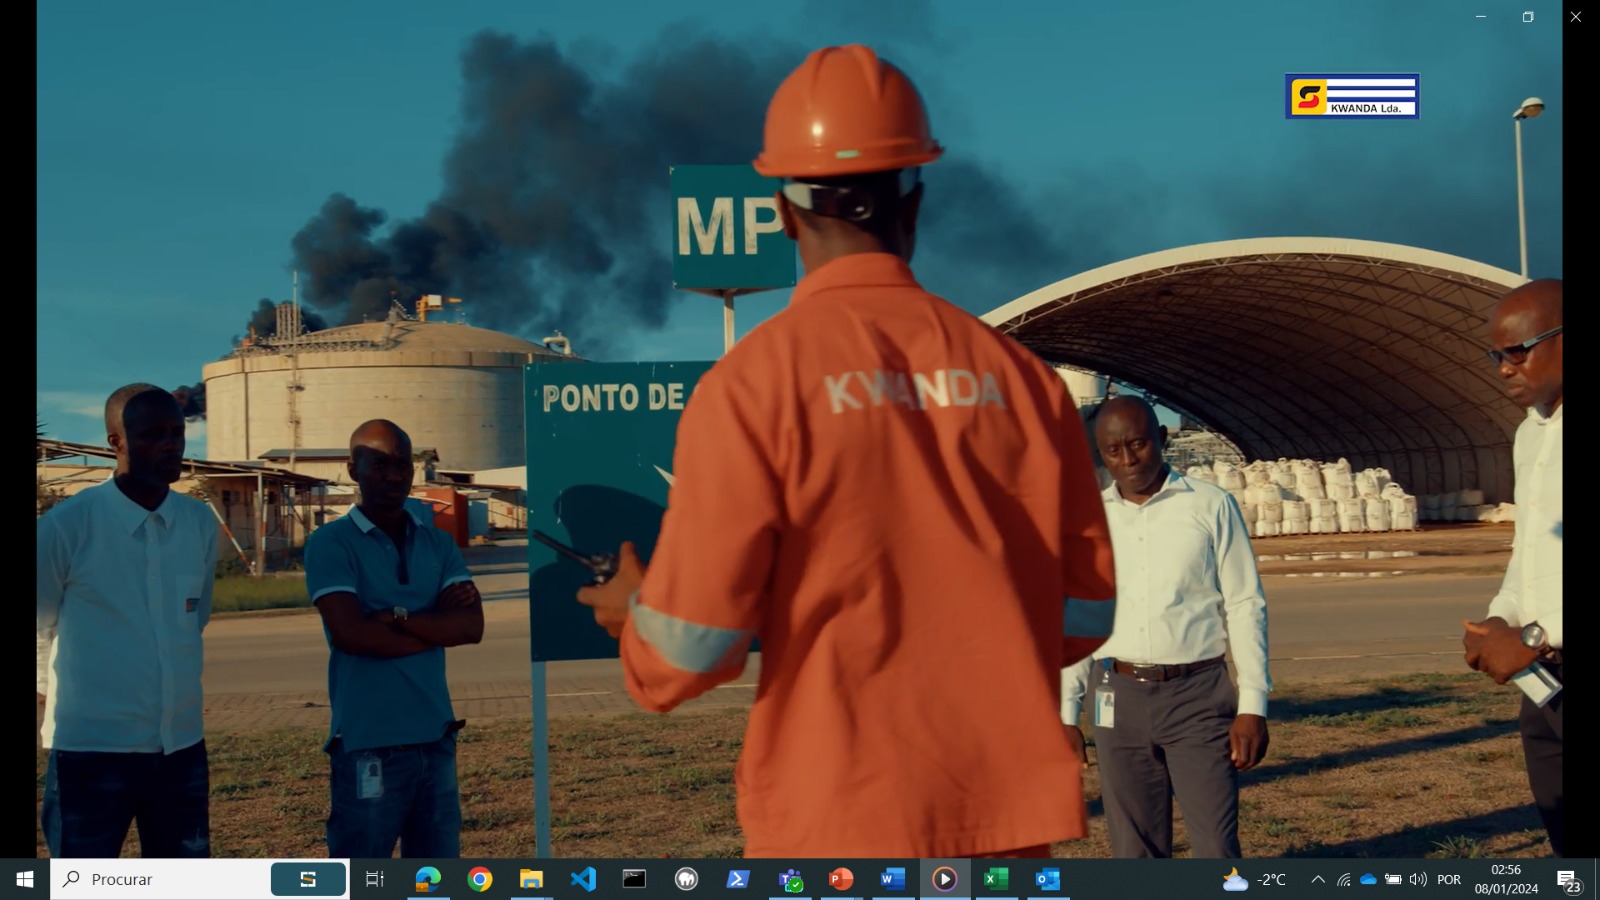 KWANDA Lda.
MP
PONTO DE
KWANDA
Procurar
-2°C
POR
02:56
08/01/2024
23